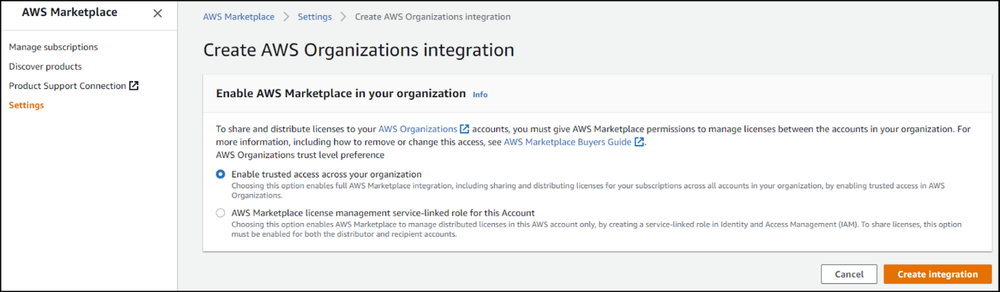 AWS Marketplace
Manage subscriptions
Discover products
Product Support Connection
Settings
AWS Marketplace > Settings > Create AWS Organizations integration
Create AWS Organizations integration
Enable AWS Marketplace in your organization Info
To share and distribute licenses to your AWS Organizations accounts, you must give AWS Marketplace permissions to manage licenses between the accounts in your organization. For
more information, including how to remove or change this access, see AWS Marketplace Buyers Guide .
AWS Organizations trust level preference
Enable trusted access across your organization
Choosing this option enables full AWS Marketplace integration, including sharing and distributing licenses for your subscriptions across all accounts in your organization, by enabling trusted access in AWS
Organizations.
AWS Marketplace license management service-linked role for this Account
Choosing this option enables AWS Marketplace to manage distributed licenses in this AWS account only, by creating a service-linked role in Identity and Access Management (IAM). To share licenses, this option
must be enabled for both the distributor and recipient accounts.
Cancel Create integration